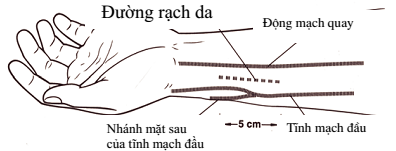 Đường rạch da
Động mạch quay
Nhánh mặt sau
của tĩnh mạch đầu
5 cm
Tĩnh mạch đầu